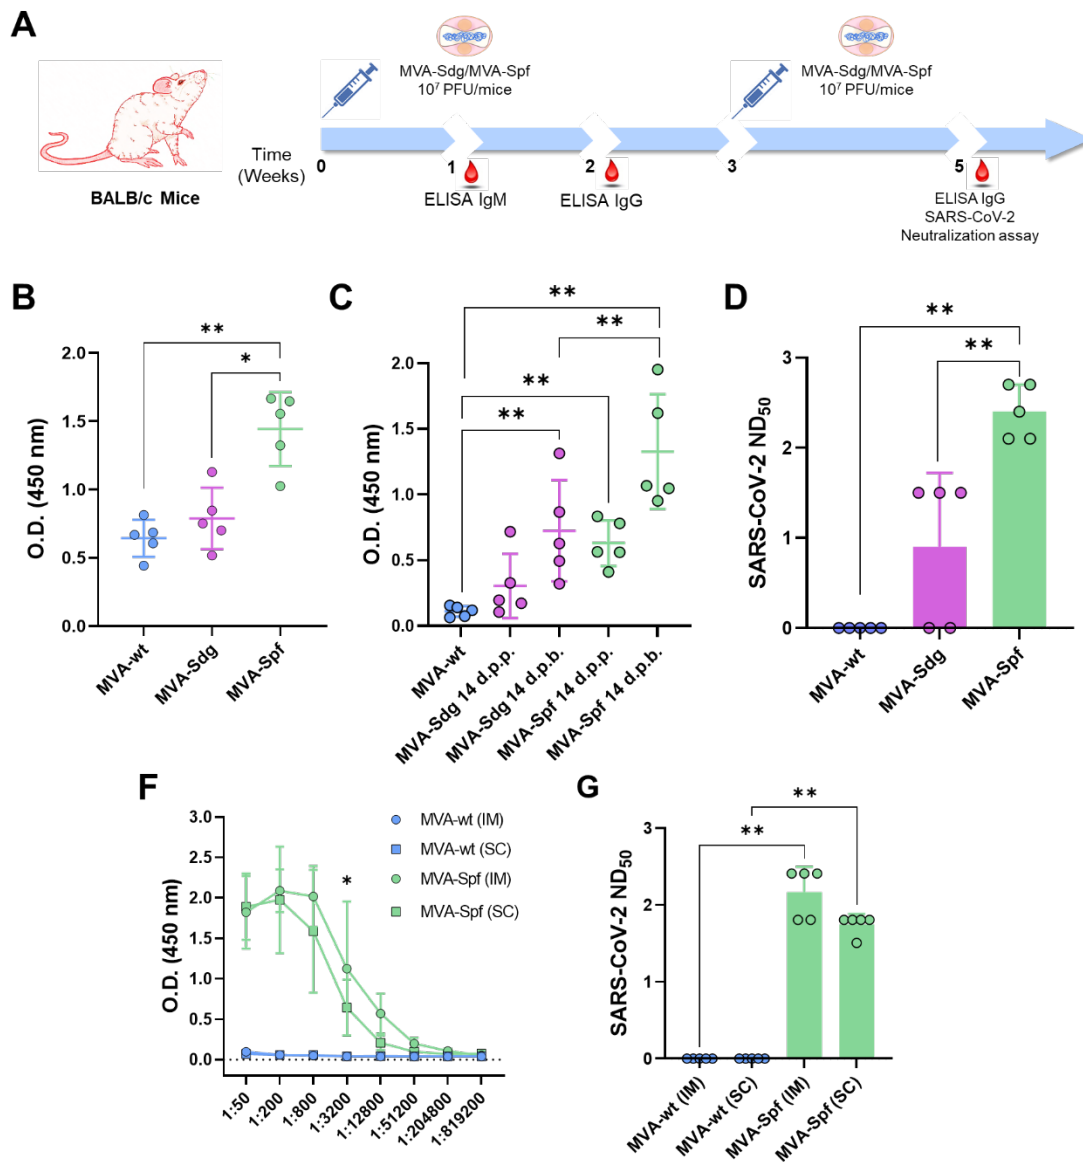 A
MVA-Sdg/MVA-Spf
10⁷ PFU/mice
MVA-Sdg/MVA-Spf
10⁷ PFU/mice
Time
(Weeks)
0
1
2
3
5
BALB/c Mice
ELISA IgM
ELISA IgG
ELISA IgG
SARS-CoV-2
Neutralization assay
B
**
*
O.D. (450 nm)
2.0
1.5
1.0
0.5
0.0
MVA-wt
MVA-Sdg
MVA-Spf
C
**
**
**
**
O.D. (450 nm)
2.0
1.5
1.0
0.5
0.0
MVA-wt
MVA-Sdg 14 d.p.p.
MVA-Sdg 14 d.p.b.
MVA-Spf 14 d.p.p.
MVA-Spf 14 d.p.b.
D
**
**
SARS-CoV-2 ND₅₀
3
2
1
0
MVA-wt
MVA-Sdg
MVA-Spf
F
O.D. (450 nm)
3.0
2.5
2.0
1.5
1.0
0.5
0.0
*
MVA-wt (IM)
MVA-wt (SC)
MVA-Spf (IM)
MVA-Spf (SC)
1:50
1:200
1:800
1:3200
1:12800
1:51200
1:204800
1:819200
G
**
**
SARS-CoV-2 ND₅₀
3
2
1
0
MVA-wt (IM)
MVA-wt (SC)
MVA-Spf (IM)
MVA-Spf (SC)